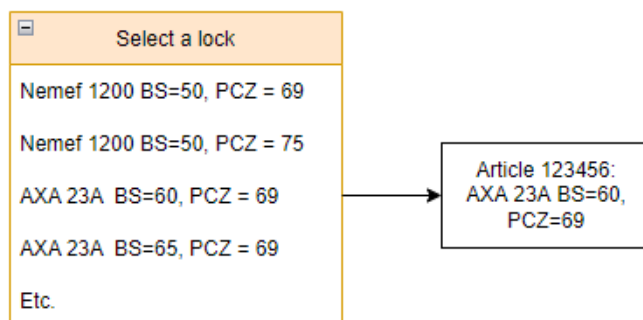 Select a lock
Nemef 1200 BS=50, PCZ = 69
Nemef 1200 BS=50, PCZ = 75
AXA 23A  BS=60, PCZ = 69
AXA 23A  BS=65, PCZ = 69
Etc.
Article 123456:
AXA 23A BS=60,
PCZ=69